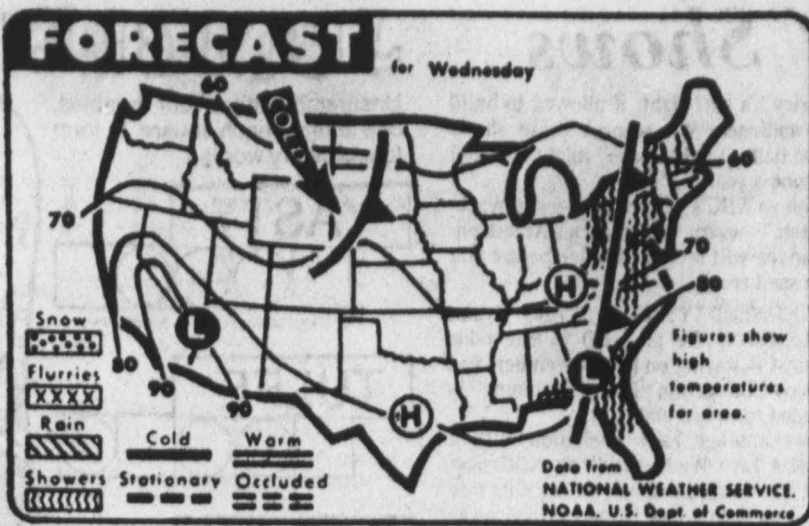 FORECAST
for Wednesday
60
COLD
60
70
70
80
H
L
Snow
Flurries
XXXX
Rain
Showers
80
90
90
L
H
Cold
Warm
Stationary
Occluded
Figures show
high
temperatures
for area.
Data from
NATIONAL WEATHER SERVICE,
NOAA, U.S. Dept. of Commerce